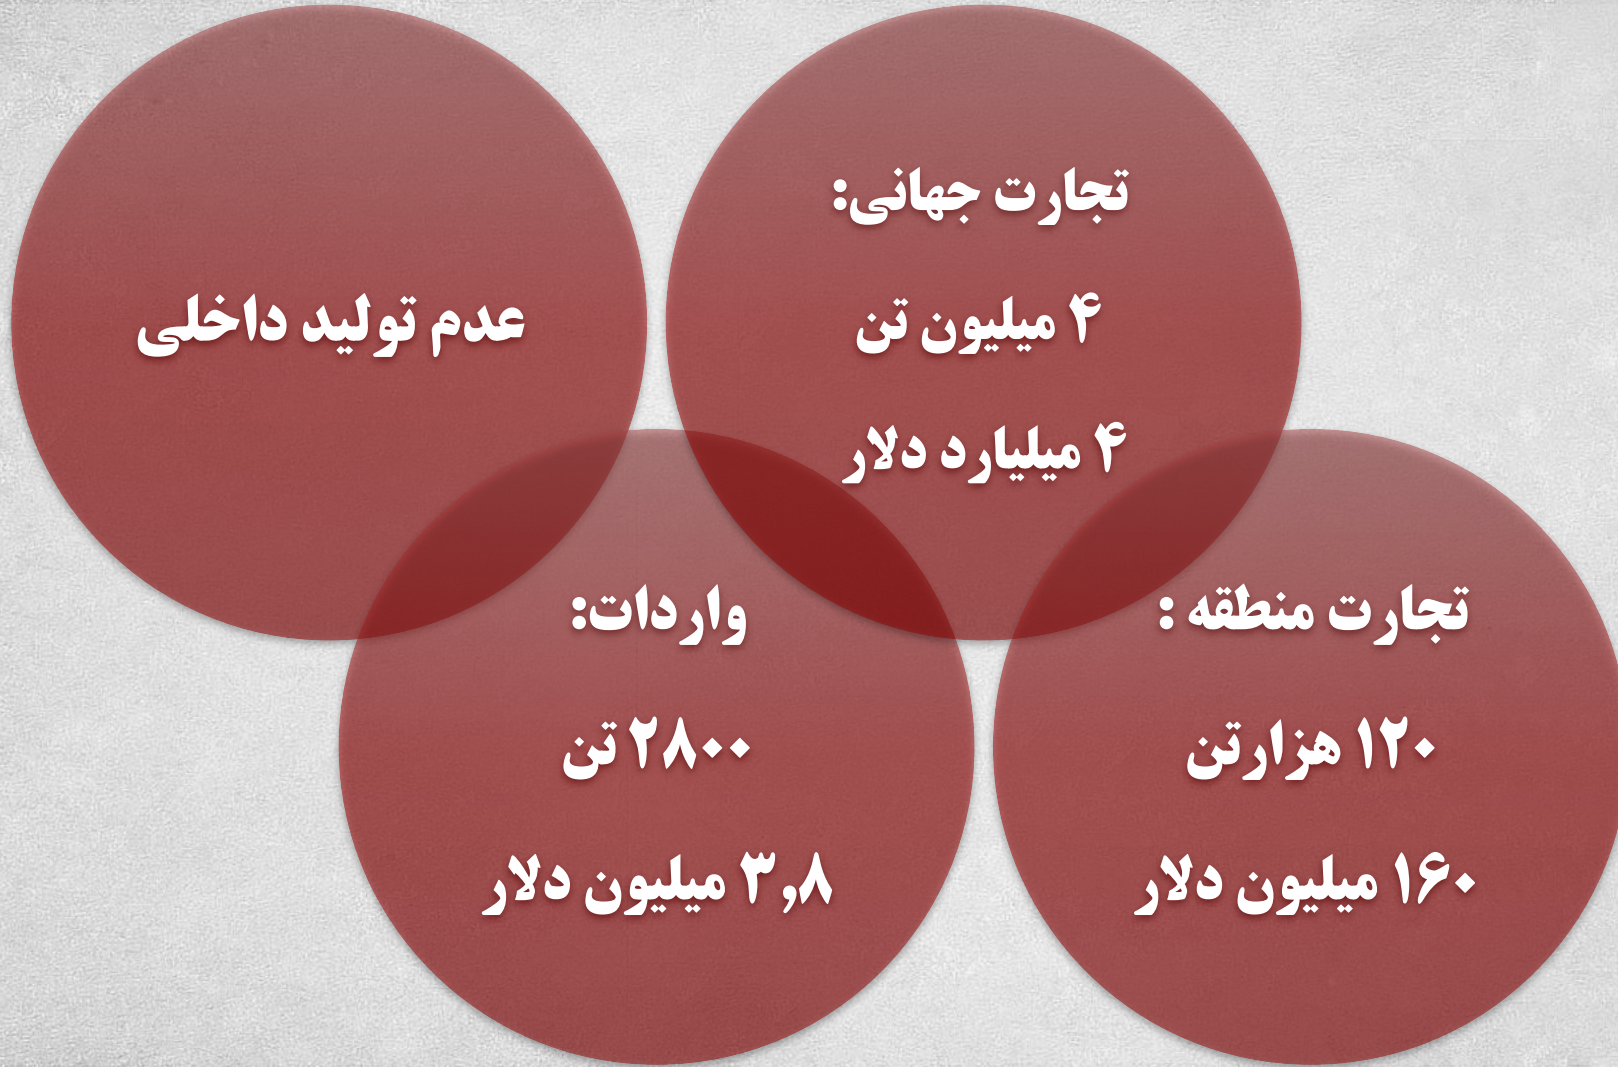 تجارت جهانی:
۴ میلیون تن
۴ میلیارد دلار
عدم تولید داخلی
تجارت منطقه :
۱۲۰ هزارتن
۱۶۰ میلیون دلار
واردات:
۲۸۰۰ تن
۳,۸ میلیون دلار